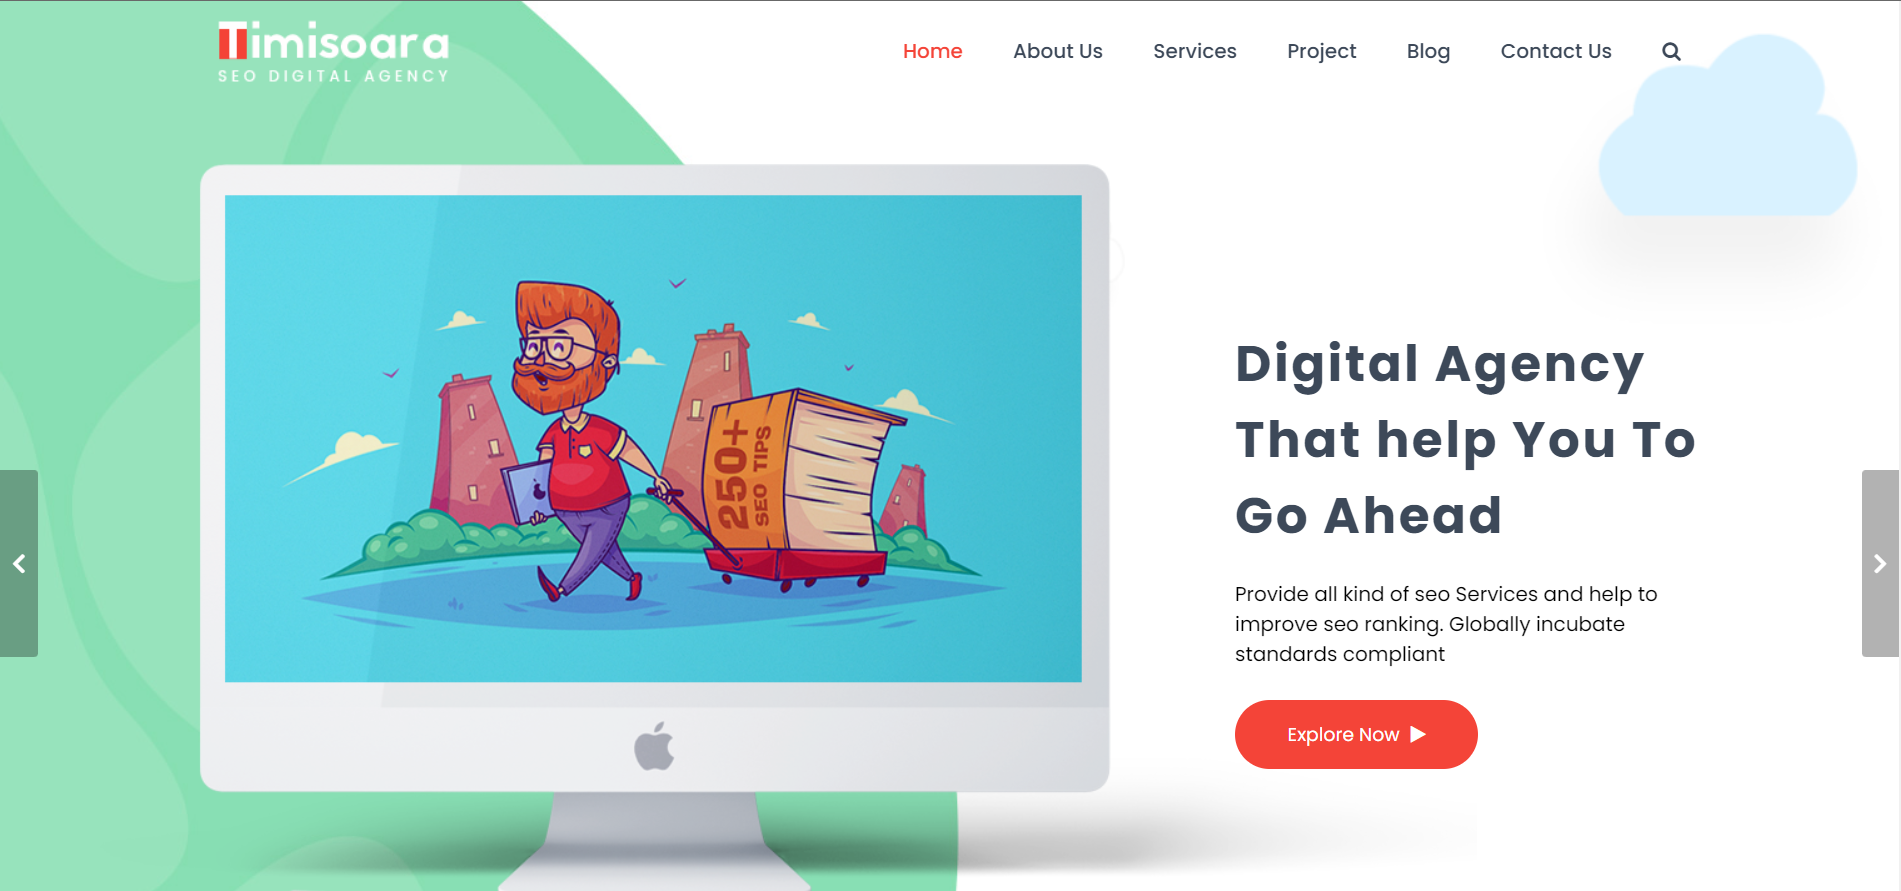 Timisoara
SEO DIGITAL AGENCY
Home About Us Services Project Blog Contact Us
250+
SEO TIPS
Digital Agency
That help You To
Go Ahead
Provide all kind of seo Services and help to
improve seo ranking. Globally incubate
standards compliant
Explore Now